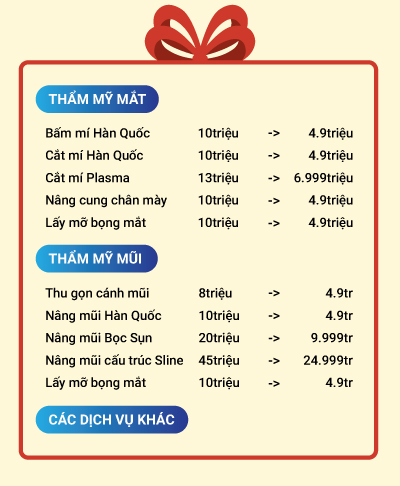 THẨM MỸ MẮT
Bấm mí Hàn Quốc 10triệu -> 4.9triệu
Cắt mí Hàn Quốc 10triệu -> 4.9triệu
Cắt mí Plasma 13triệu -> 6.999triệu
Nâng cung chân mày 10triệu -> 4.9triệu
Lấy mỡ bọng mắt 10triệu -> 4.9triệu
THẨM MỸ MŨI
Thu gọn cánh mũi 8triệu -> 4.9tr
Nâng mũi Hàn Quốc 10triệu -> 4.9tr
Nâng mũi Bọc Sụn 20triệu -> 9.999tr
Nâng mũi cấu trúc Sline 45triệu -> 24.999tr
Lấy mỡ bọng mắt 10triệu -> 4.9tr
CÁC DỊCH VỤ KHÁC